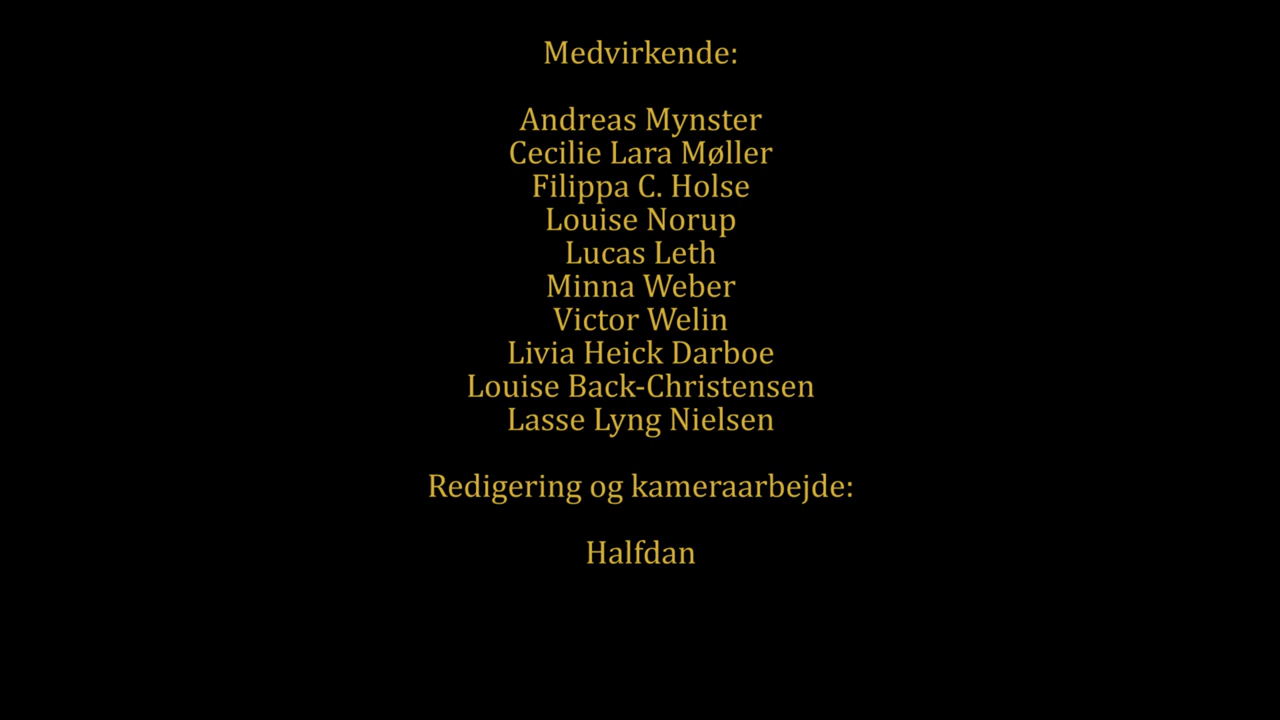 Medvirkende:
Andreas Mynster
Cecilie Lara Møller
Filippa C. Holse
Louise Norup
Lucas Leth
Minna Weber
Victor Welin
Livia Heick Darboe
Louise Back-Christensen
Lasse Lyng Nielsen
Redigering og kameraarbejde:
Halfdan